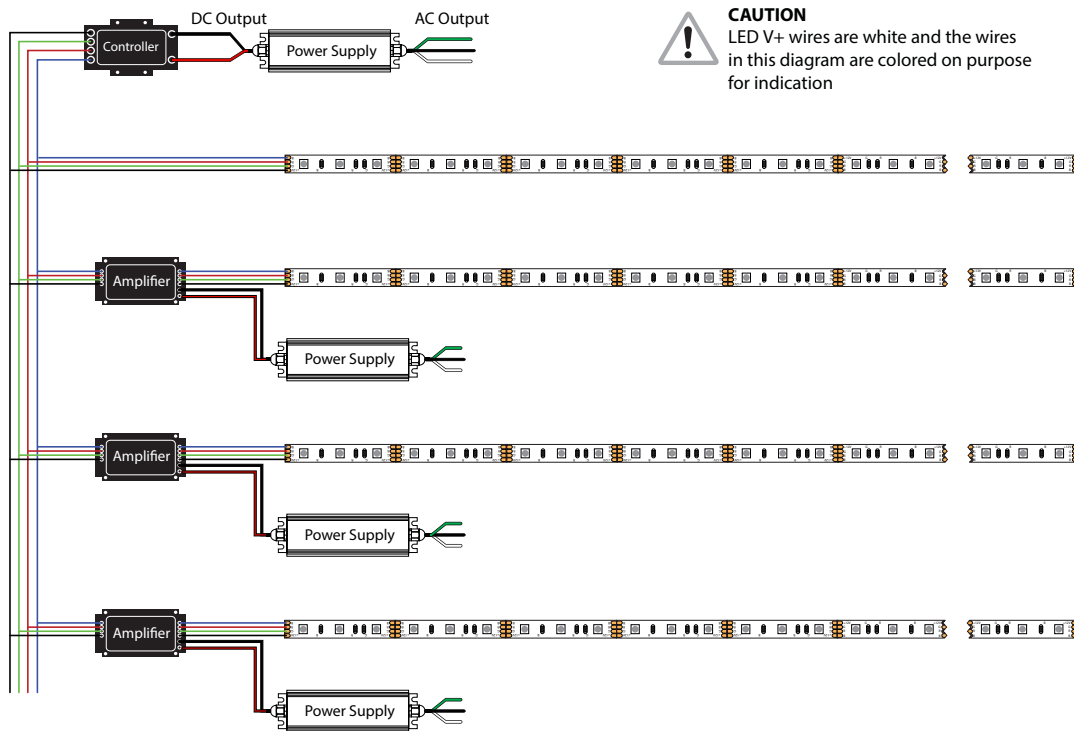 DC Output
AC Output
Controller
Power Supply
CAUTION
LED V+ wires are white and the wires
in this diagram are colored on purpose
for indication
Amplifier
Power Supply
Amplifier
Power Supply
Amplifier
Power Supply